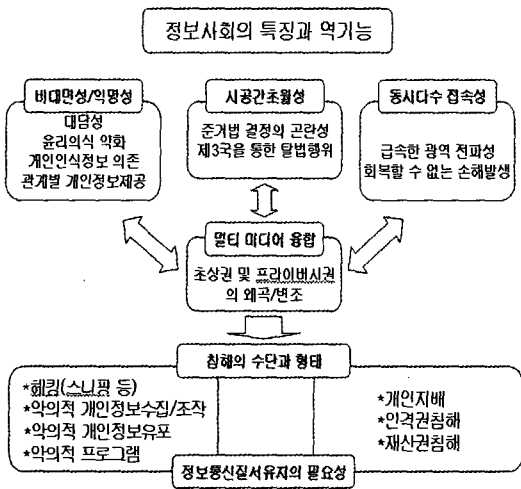 정보사회의 특징과 역기능
비대면성/익명성
대담성
윤리의식 약화
개인인식정보 의존
관계별 개인정보제공
시공간초월성
준거법 결정의 곤란성
제3국을 통한 탈법행위
동시다수 접속성
급속한 광역 전파성
회복할 수 없는 손해발생
멀티 미디어 융합
초상권 및 프라이버시권
의 왜곡/변조
침해의 수단과 형태
*해킹(스니핑 등)
*악의적 개인정보수집/조작
*악의적 개인정보유포
*악의적 프로그램
*개인지배
*인격권침해
*재산권침해
정보통신질서유지의 필요성